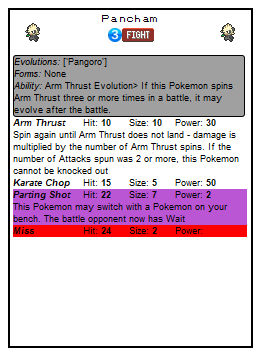 Pancham
3 FIGHT
Evolutions: ['Pangoro']
Forms: None
Ability: Arm Thrust Evolution> If this Pokemon spins
Arm Thrust three or more times in a battle, it may
evolve after the battle.
Arm Thrust Hit: 10 Size: 10 Power: 30
Spin again until Arm Thrust does not land - damage is
multiplied by the number of Arm Thrust spins. If the
number of Attacks spun was 2 or more, this Pokemon
cannot be knocked out
Karate Chop Hit: 15 Size: 5 Power: 50
Parting Shot Hit: 22 Size: 7 Power: 2
This Pokemon may switch with a Pokemon on your
bench. The battle opponent now has Wait
Miss Hit: 24 Size: 2 Power: